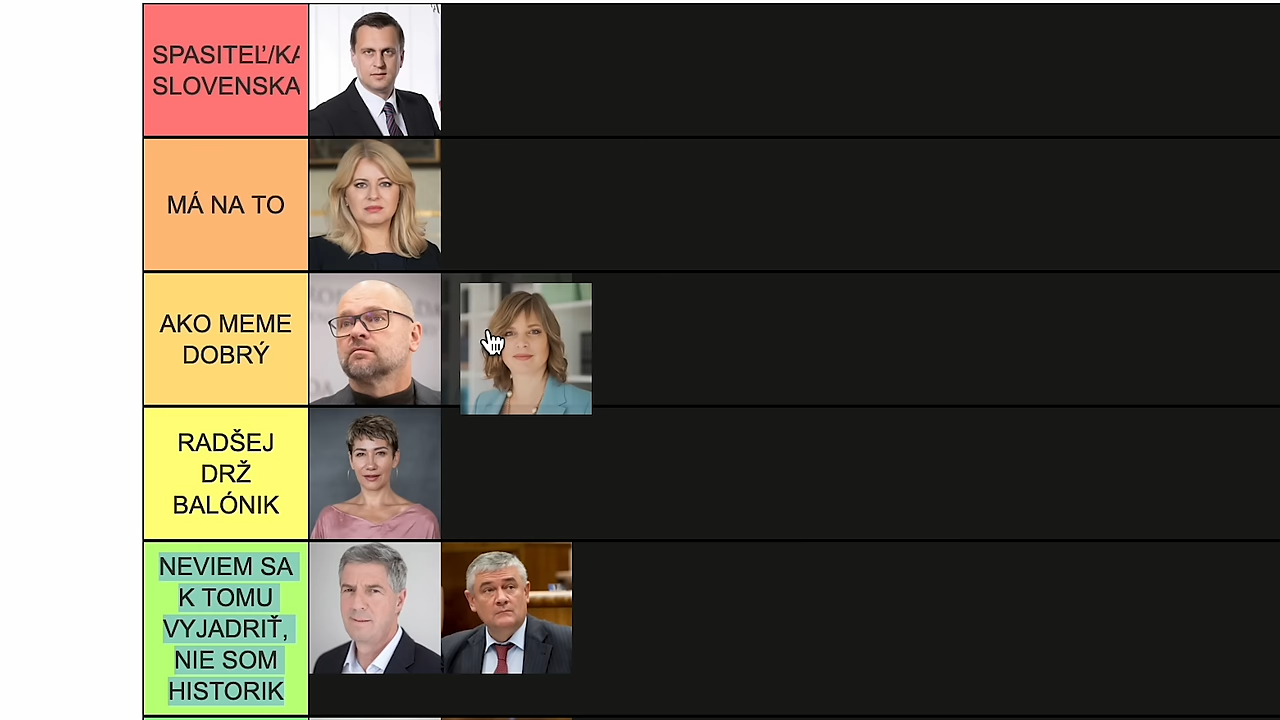 SPASITEĽ/KA
SLOVENSKA
MÁ NA TO
AKO MEME
DOBRÝ
RADŠEJ
DRŽ
BALÓNIK
NEVIEM SA
K TOMU
VYJADRIŤ,
NIE SOM
HISTORIK